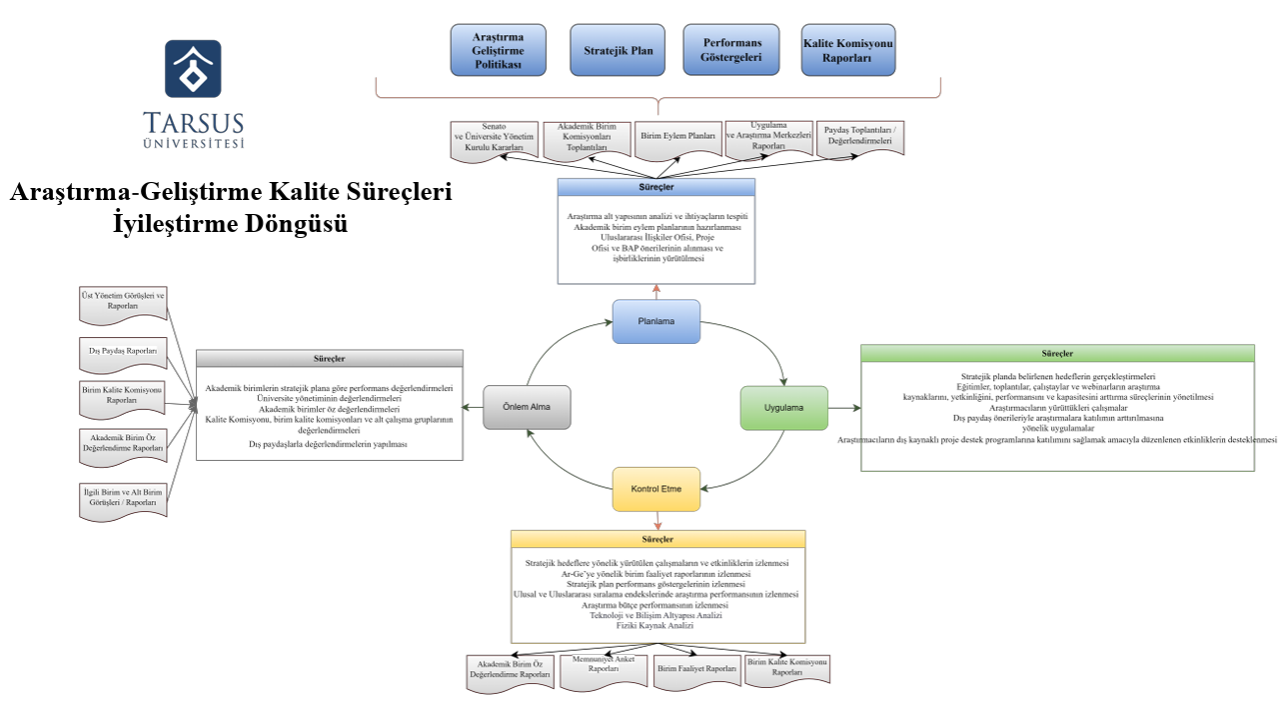 Araştırma
Geliştirme
Politikası
Stratejik Plan
Performans
Göstergeleri
Kalite Komisyonu
Raporları
TARSUS
ÜNİVERSİTESİ
Senato
ve Üniversite Yönetim
Kurulu Kararları
Akademik Birim
Komisyonları
Toplantıları
Birim Eylem Planları
Uygulama
ve Araştırma Merkezleri
Raporları
Paydaş Toplantıları /
Değerlendirmeleri
Araştırma-Geliştirme Kalite Süreçleri
İyileştirme Döngüsü
Süreçler
Araştırma alt yapısının analizi ve ihtiyaçların tespiti
Akademik birim eylem planlarının hazırlanması
Uluslararası İlişkiler Ofisi, Proje
Ofisi ve BAP önerilerinin alınması ve
işbirliklerinin yürütülmesi
Planlama
Üst Yönetim Görüşleri ve
Raporları
Dış Paydaş Raporları
Birim Kalite Komisyonu
Raporları
Akademik Birim Öz
Değerlendirme Raporları
İlgili Birim ve Alt Birim
Görüşleri / Raporları
Süreçler
Akademik birimlerin stratejik plana göre performans değerlendirmeleri
Üniversite yönetiminin değerlendirmeleri
Akademik birimler öz değerlendirmeleri
Kalite Komisyonu, birim kalite komisyonları ve alt çalışma gruplarının
değerlendirmeleri
Dış paydaşlarla değerlendirmelerin yapılması
Önlem Alma
Uygulama
Süreçler
Stratejik planda belirlenen hedeflerin gerçekleştirmeleri
Eğitimler, toplantılar, çalıştaylar ve webinarların araştırma
kaynaklarını, yetkinliğini, performansını ve kapasitesini arttırma süreçlerinin yönetilmesi
Araştırmacıların yürüttükleri çalışmalar
Dış paydaş önerileriyle araştırmalara katılımın arttırılmasına
yönelik uygulamalar
Araştırmacıların dış kaynaklı proje destek programlarına katılımını sağlamak amacıyla düzenlenen etkinliklerin desteklenmesi
Kontrol Etme
Süreçler
Stratejik hedeflere yönelik yürütülen çalışmaların ve etkinliklerin izlenmesi
Ar-Ge'ye yönelik birim faaliyet raporlarının izlenmesi
Stratejik plan performans göstergelerinin izlenmesi
Ulusal ve Uluslararası sıralama endekslerinde araştırma performansının izlenmesi
Araştırma bütçe performansının izlenmesi
Teknoloji ve Bilişim Altyapısı Analizi
Fiziki Kaynak Analizi
Akademik Birim Öz
Değerlendirme Raporları
Memnuniyet Anket
Raporları
Birim Faaliyet Raporları
Birim Kalite Komisyonu
Raporları